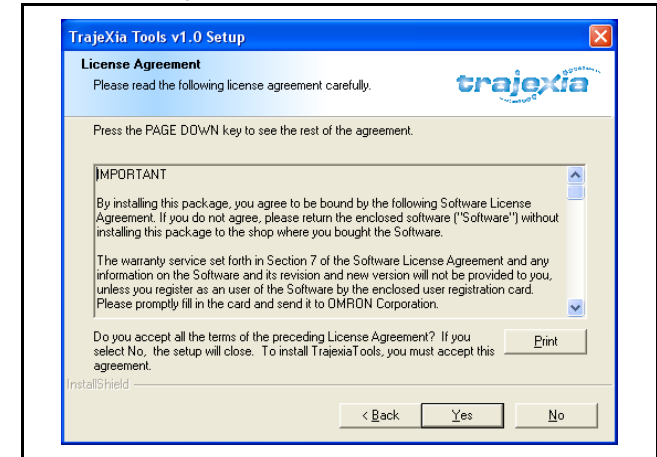 TrajeXia Tools v1.0 Setup
License Agreement
Please read the following license agreement carefully.
trajexia
Press the PAGE DOWN key to see the rest of the agreement.
IMPORTANT
By installing this package, you agree to be bound by the following Software License
Agreement. If you do not agree, please return the enclosed software ("Software") without
installing this package to the shop where you bought the Software.
The warranty service set forth in Section 7 of the Software License Agreement and any
information on the Software and its revision and new version will not be provided to you,
unless you register as an user of the Software by the enclosed user registration card.
Please promptly fill in the card and send it to OMRON Corporation.
Do you accept all the terms of the preceding License Agreement? If you
select No, the setup will close. To install TrajexiaTools, you must accept this
agreement.
Print
InstallShield
< Back
Yes
No